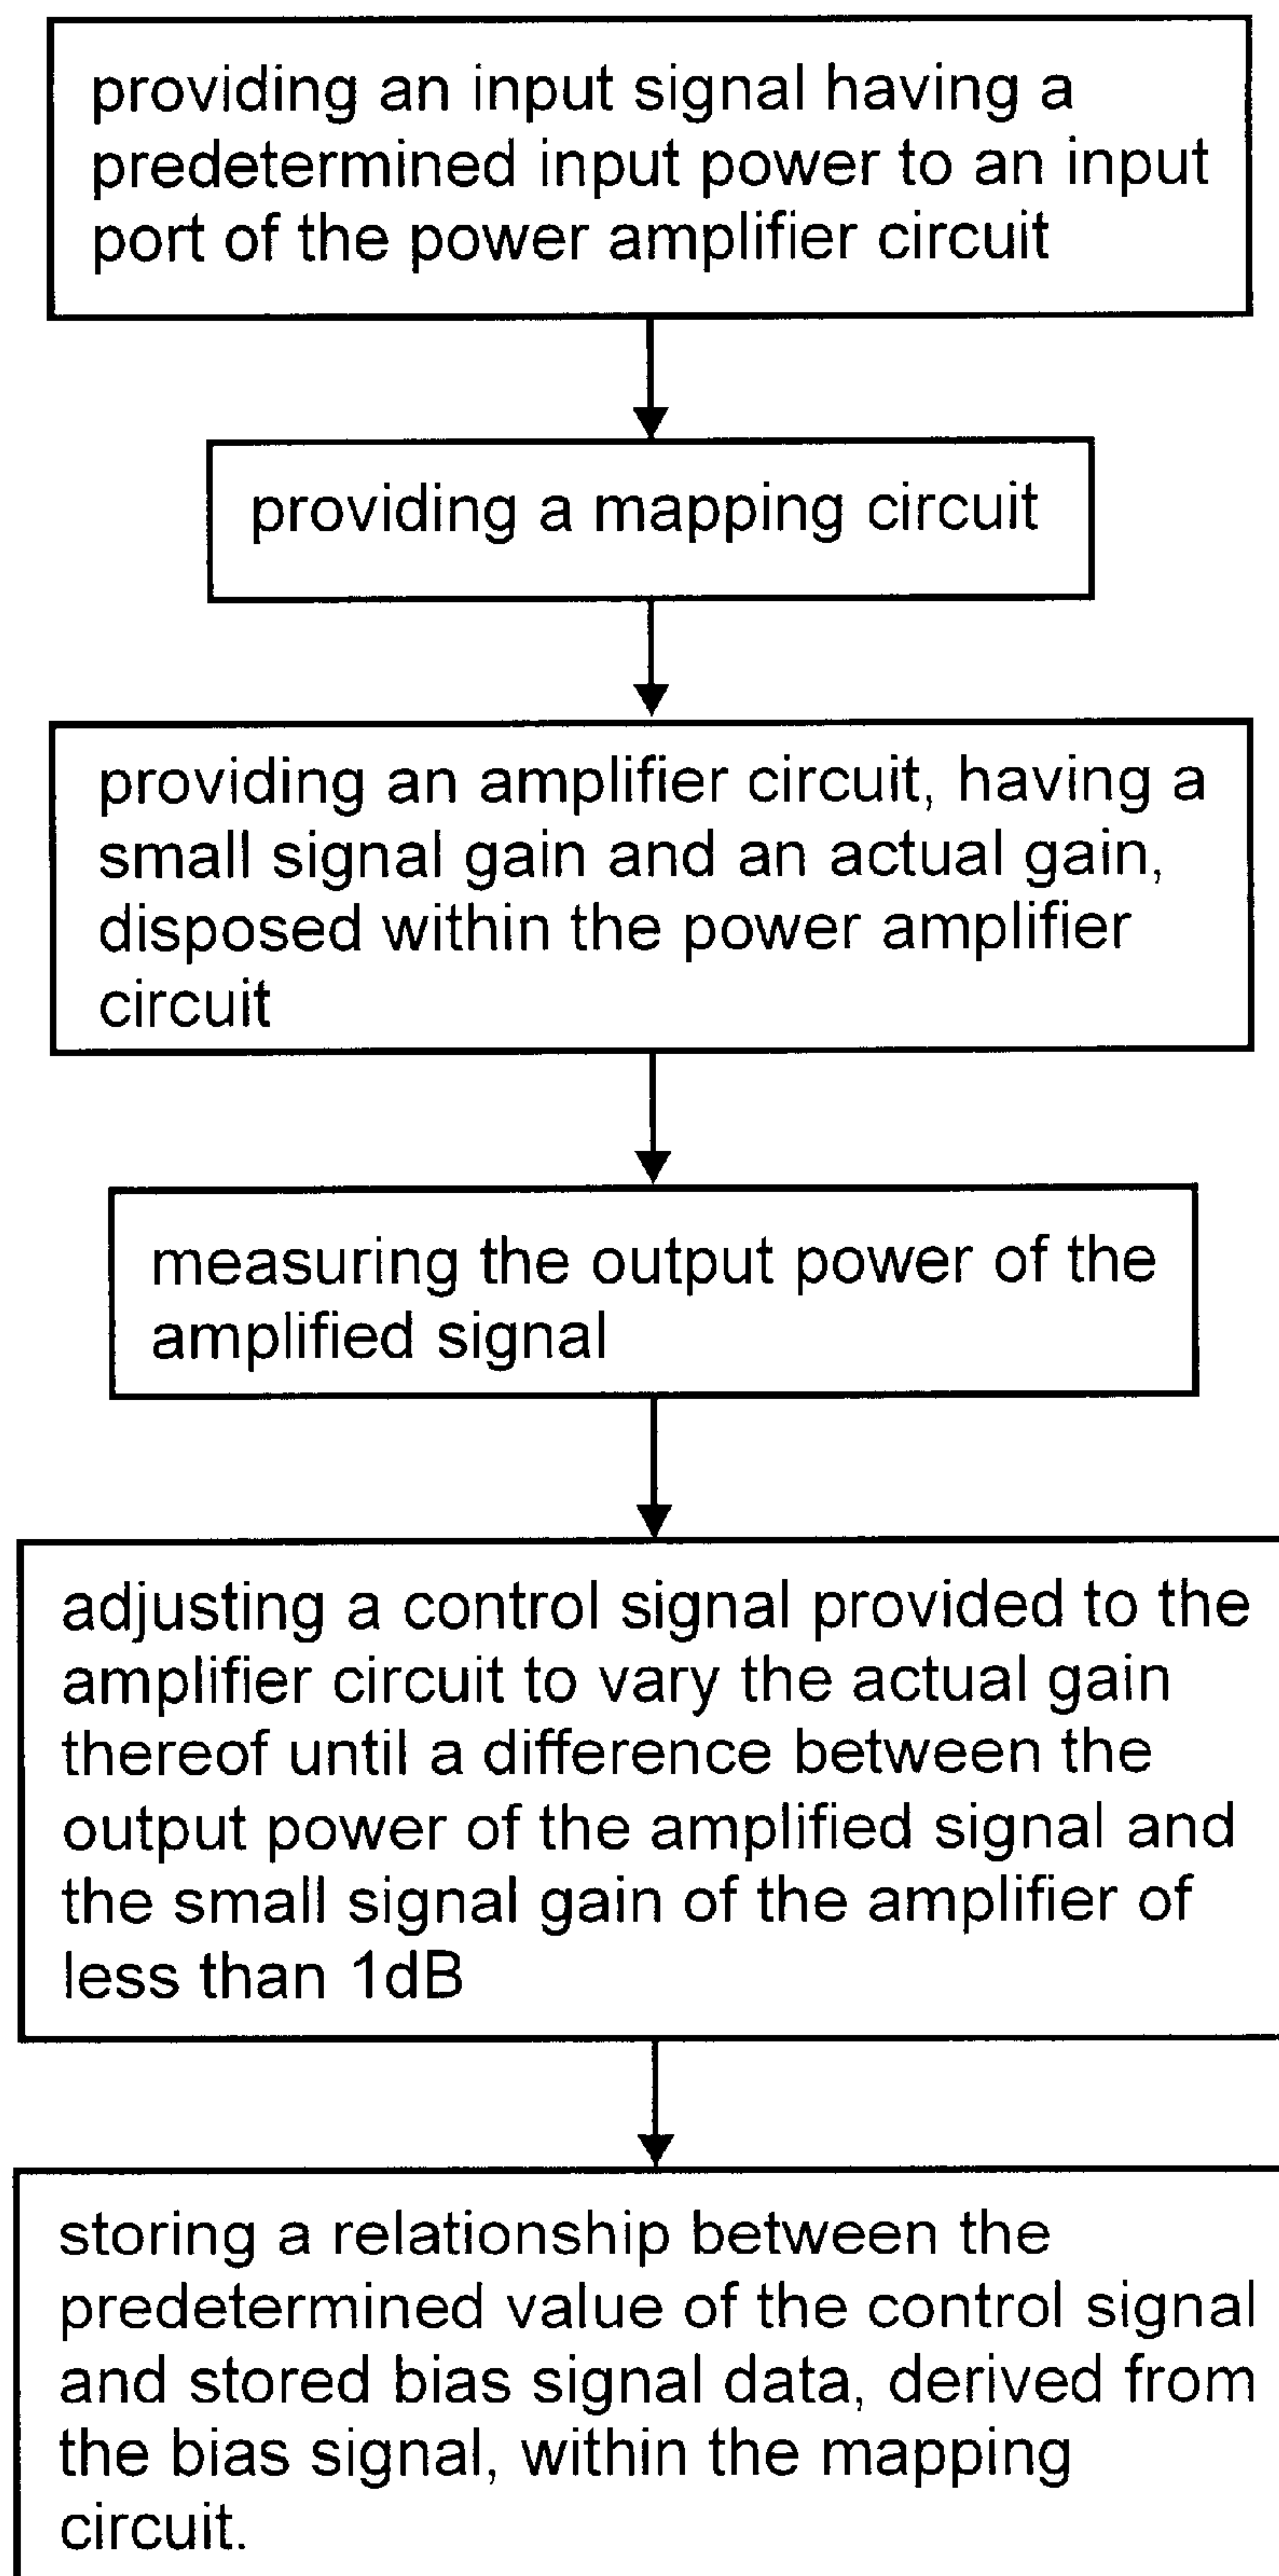 providing an input signal having a
predetermined input power to an input
port of the power amplifier circuit
providing a mapping circuit
providing an amplifier circuit, having a
small signal gain and an actual gain,
disposed within the power amplifier
circuit
measuring the output power of the
amplified signal
adjusting a control signal provided to the
amplifier circuit to vary the actual gain
thereof until a difference between the
output power of the amplified signal and
the small signal gain of the amplifier of
less than 1dB
storing a relationship between the
predetermined value of the control signal
and stored bias signal data, derived from
the bias signal, within the mapping
circuit.